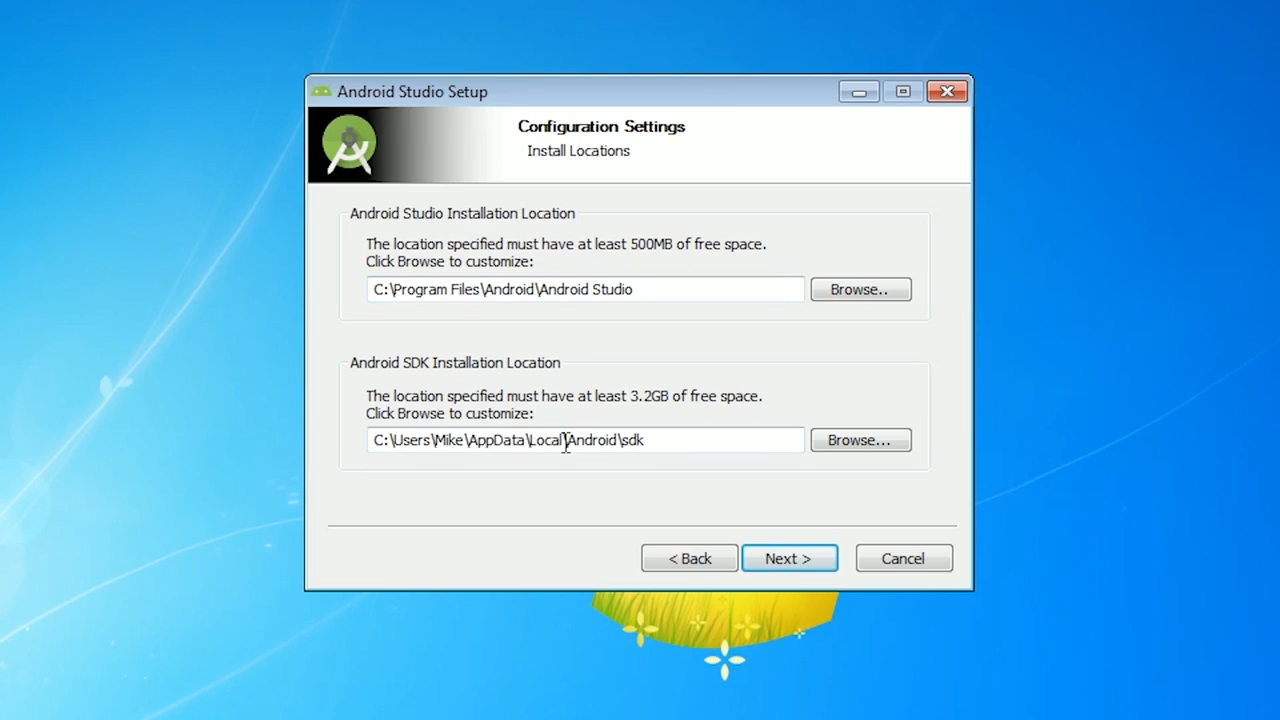 Android Studio Setup
Configuration Settings
Install Locations
Android Studio Installation Location
The location specified must have at least 500MB of free space.
Click Browse to customize:
C:\Program Files\Android\Android Studio
Browse..
Android SDK Installation Location
The location specified must have at least 3.2GB of free space.
Click Browse to customize:
C:\Users\Mike\AppData\Local\Android\sdk
Browse...
< Back
Next >
Cancel